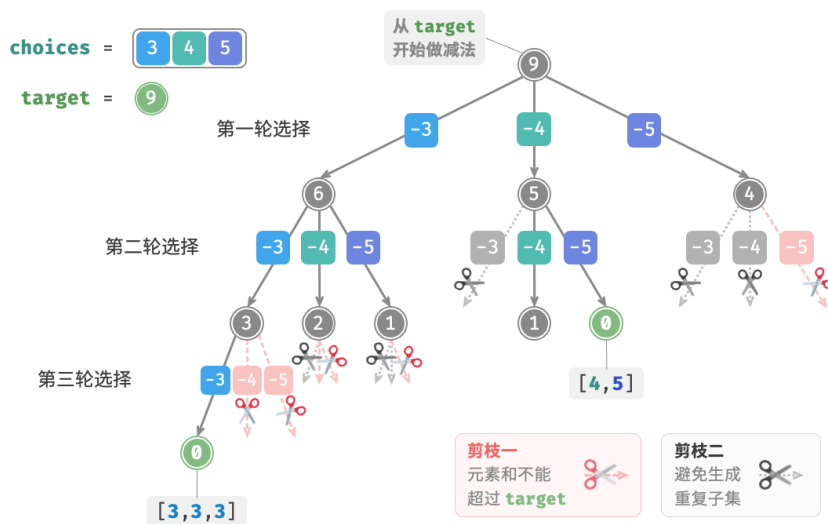 从 target
开始做减法
choices = 3 4 5
target = 9
9
第一轮选择
-3 -4 -5
6 5 4
第二轮选择
-3 -4 -5 -3 -4 -5 -3 -4 -5
3 2 1 1 0
第三轮选择
-3 -4 -5
[4,5]
0
[3,3,3]
剪枝一
元素和不能
超过 target
剪枝二
避免生成
重复子集